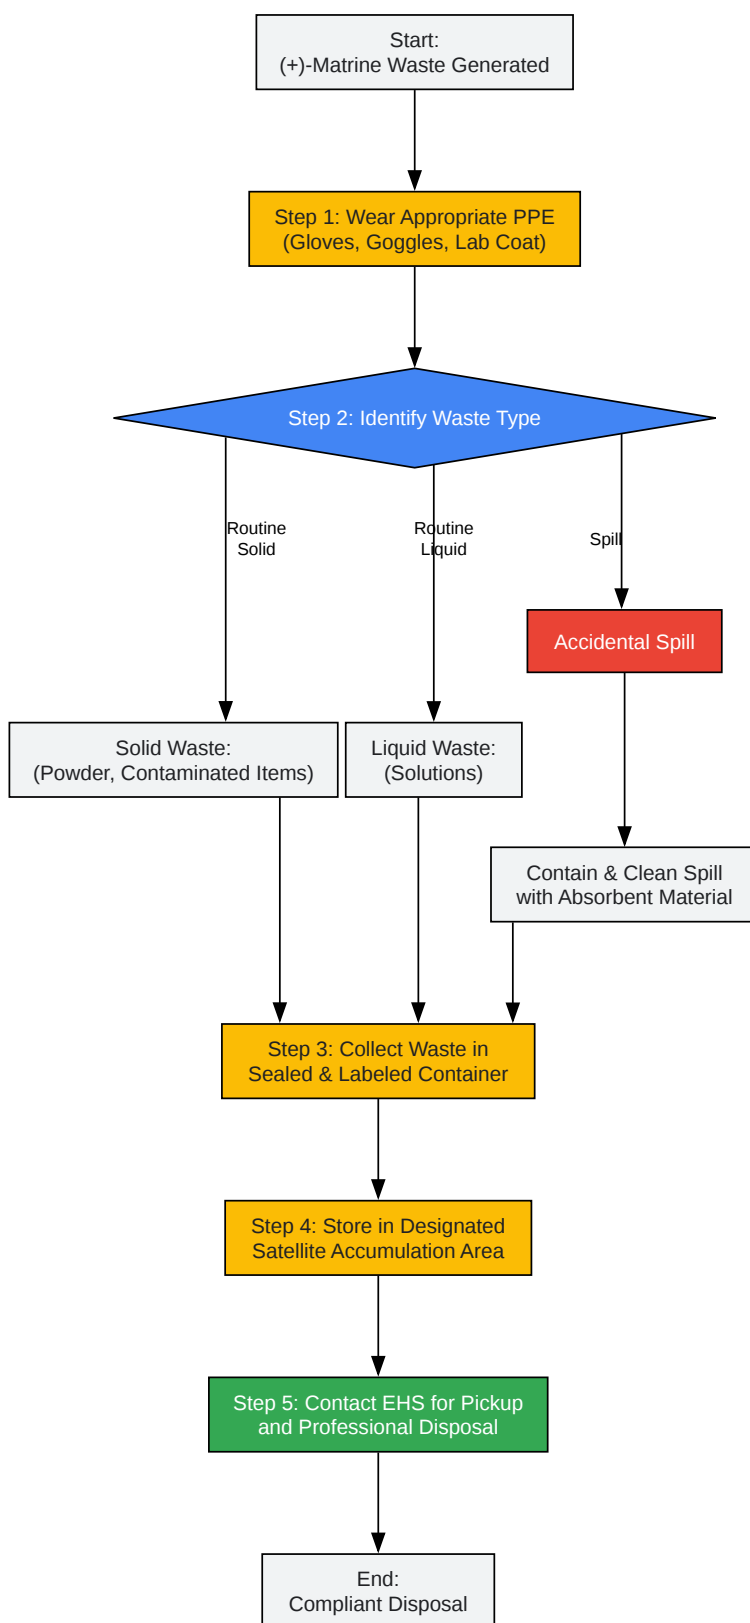 Start:
(+)-Matrine Waste Generated
Step 1: Wear Appropriate PPE
(Gloves, Goggles, Lab Coat)
Step 2: Identify Waste Type
Routine
Solid
Routine
Liquid
Spill
Accidental Spill
Solid Waste:
(Powder, Contaminated Items)
Liquid Waste:
(Solutions)
Contain & Clean Spill
with Absorbent Material
Step 3: Collect Waste in
Sealed & Labeled Container
Step 4: Store in Designated
Satellite Accumulation Area
Step 5: Contact EHS for Pickup
and Professional Disposal
End:
Compliant Disposal